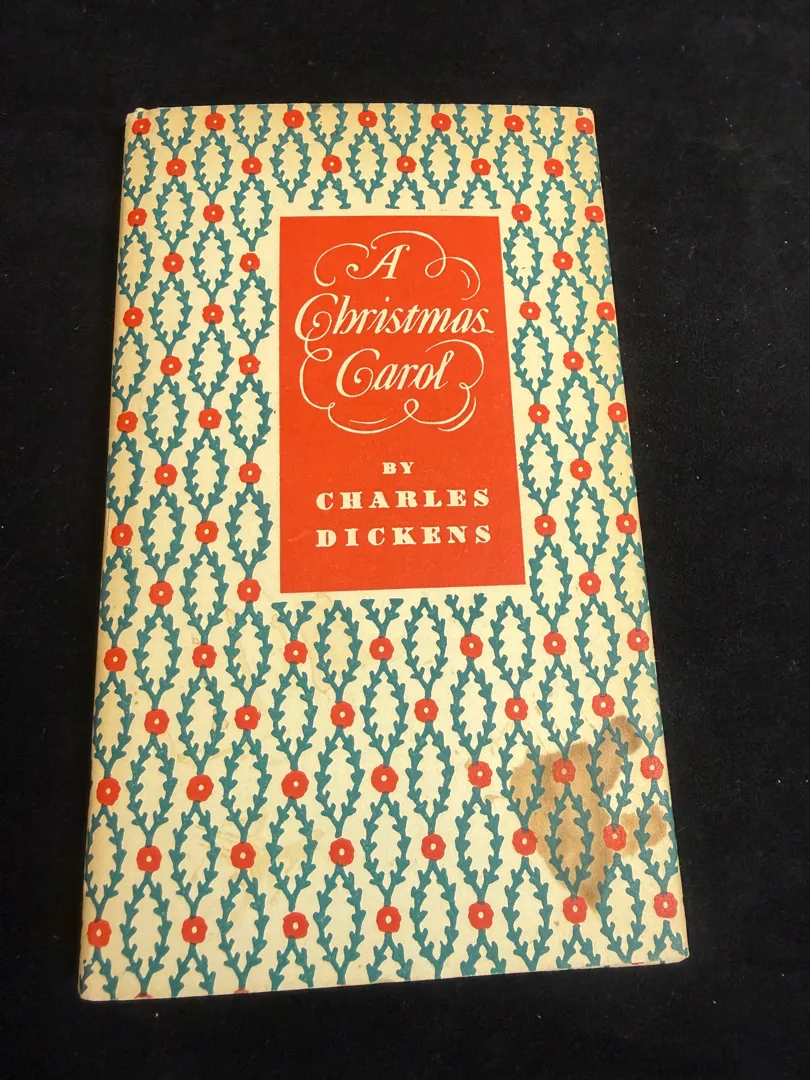 A
Christmas
Carol
BY
CHARLES
DICKENS